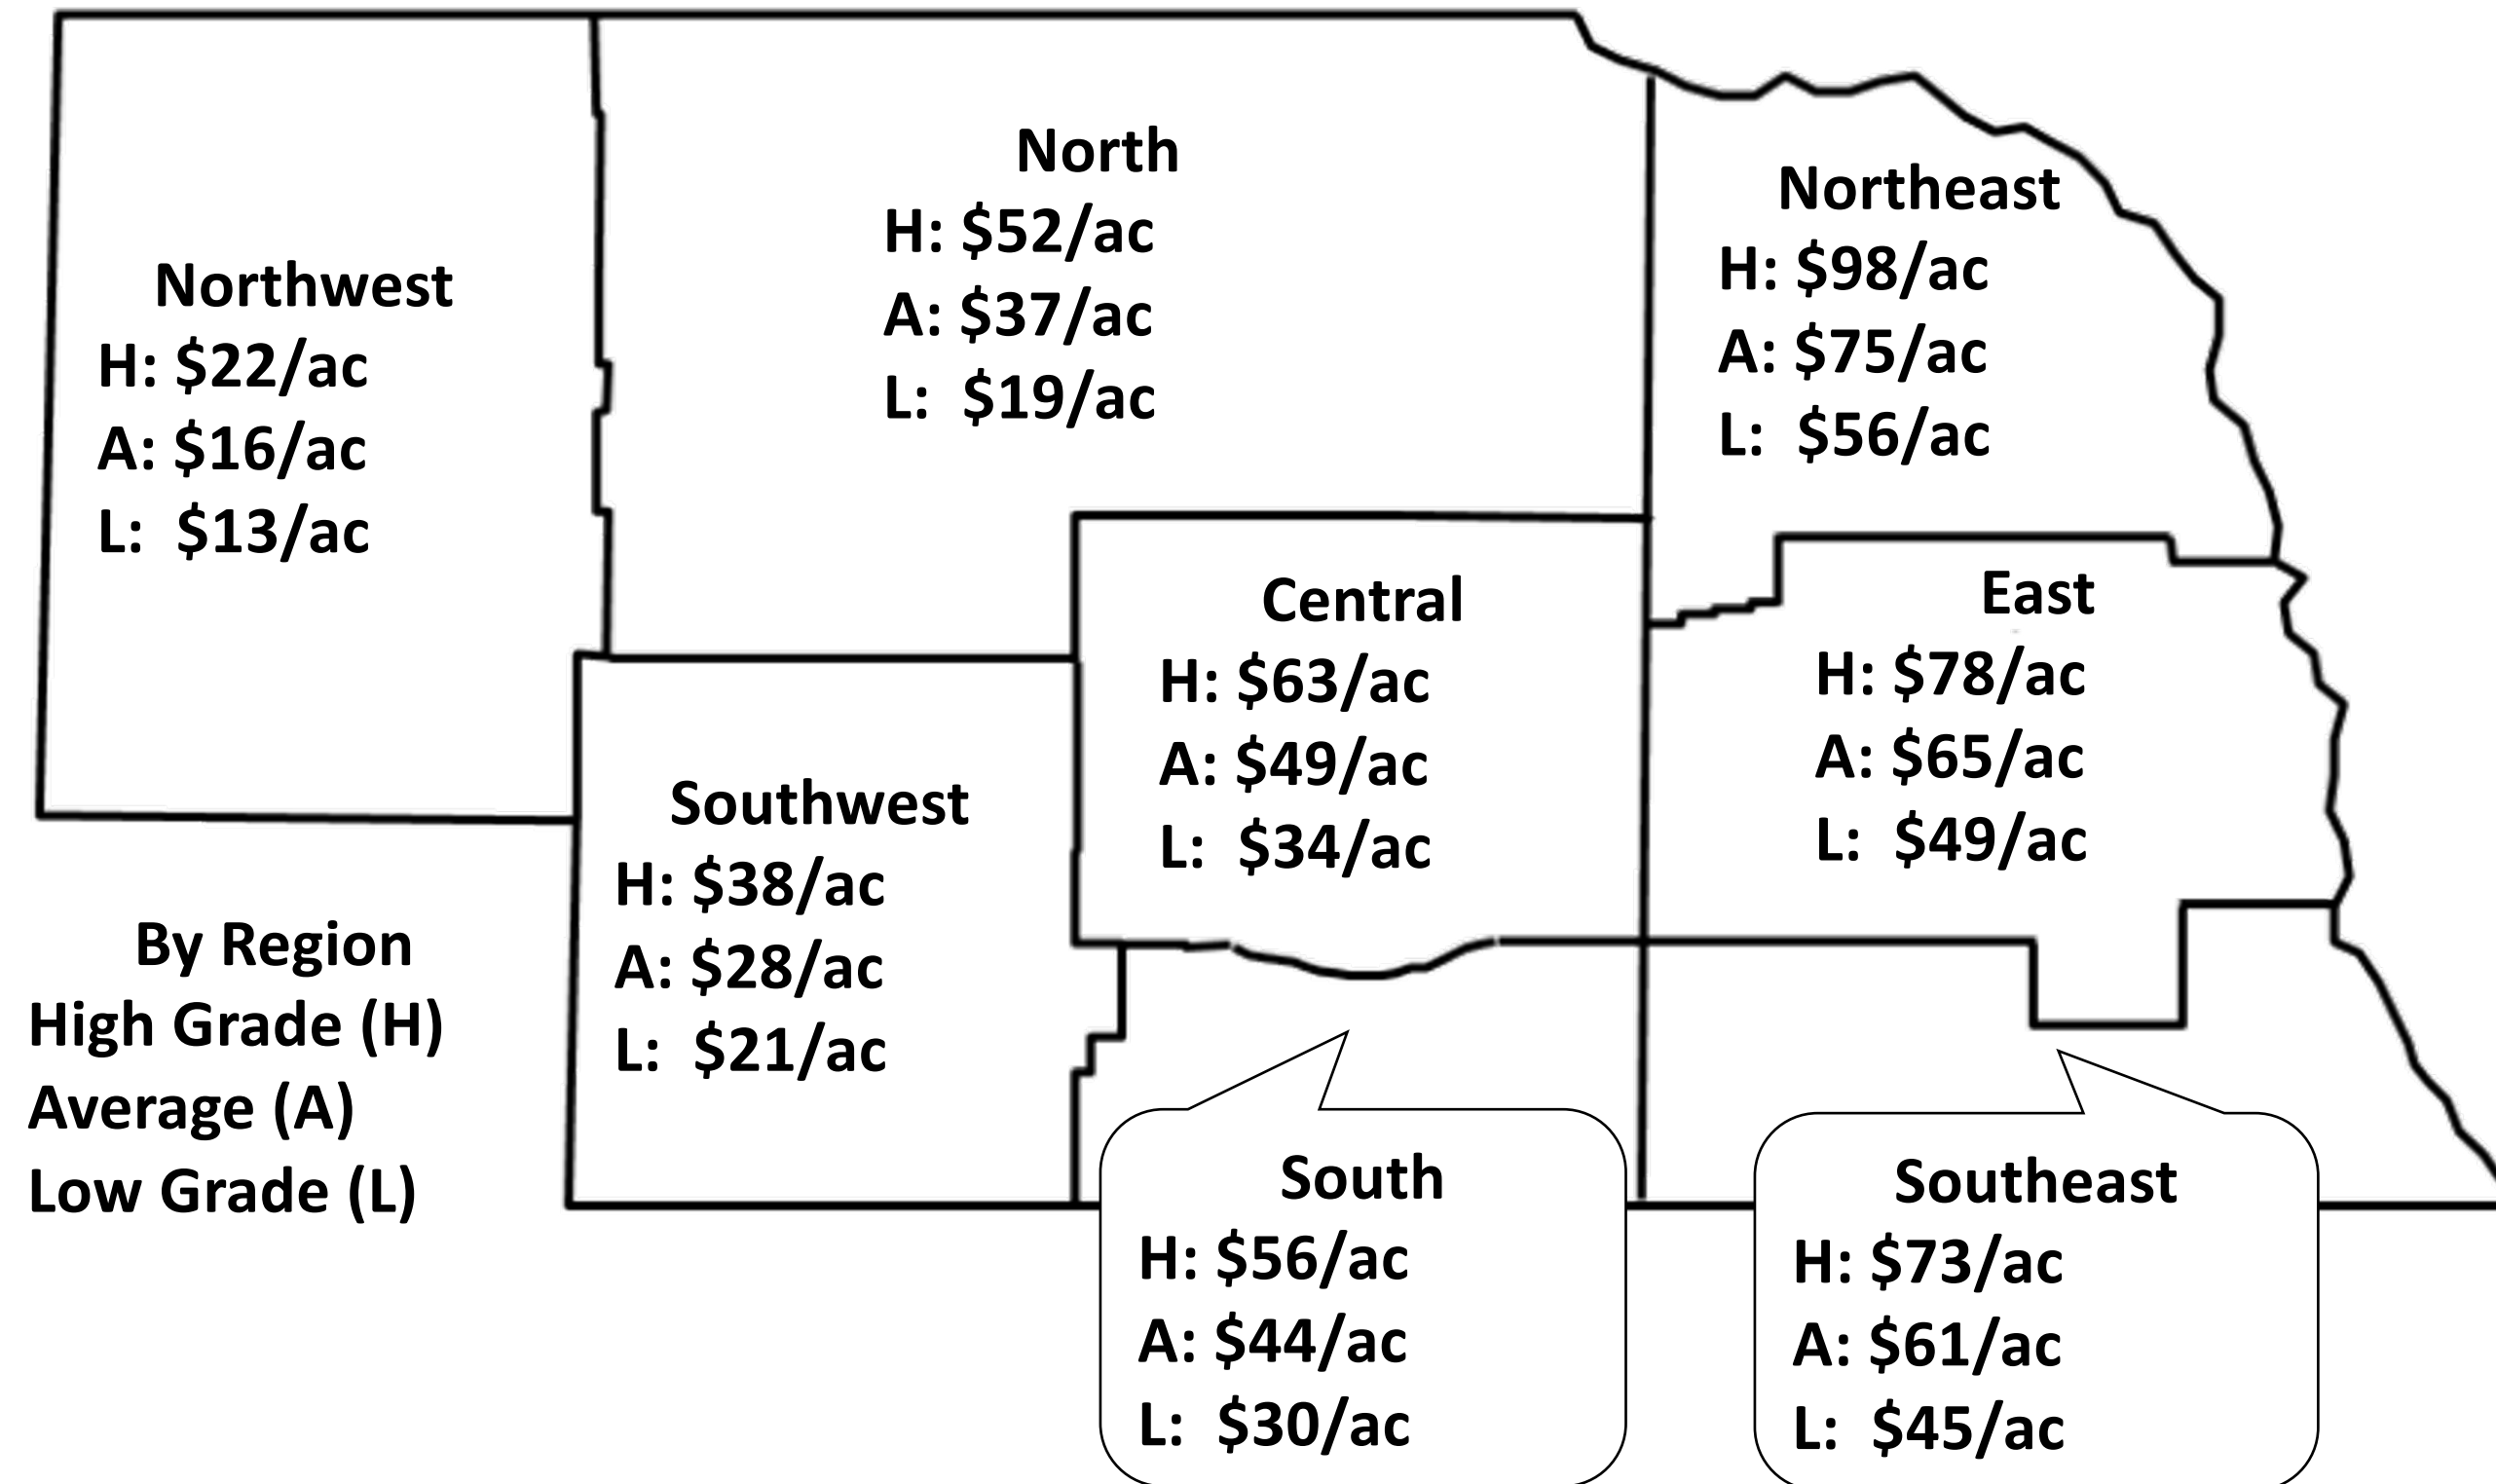 North
H: $52/ac
A: $37/ac
L: $19/ac
Northeast
H: $98/ac
A: $75/ac
L: $56/ac
Northwest
H: $22/ac
A: $16/ac
L: $13/ac
Central
H: $63/ac
A: $49/ac
L: $34/ac
East
H: $78/ac
A: $65/ac
L: $49/ac
Southwest
H: $38/ac
A: $28/ac
L: $21/ac
By Region
High Grade (H)
Average (A)
Low Grade (L)
South
H: $56/ac
A: $44/ac
L: $30/ac
Southeast
H: $73/ac
A: $61/ac
L: $45/ac